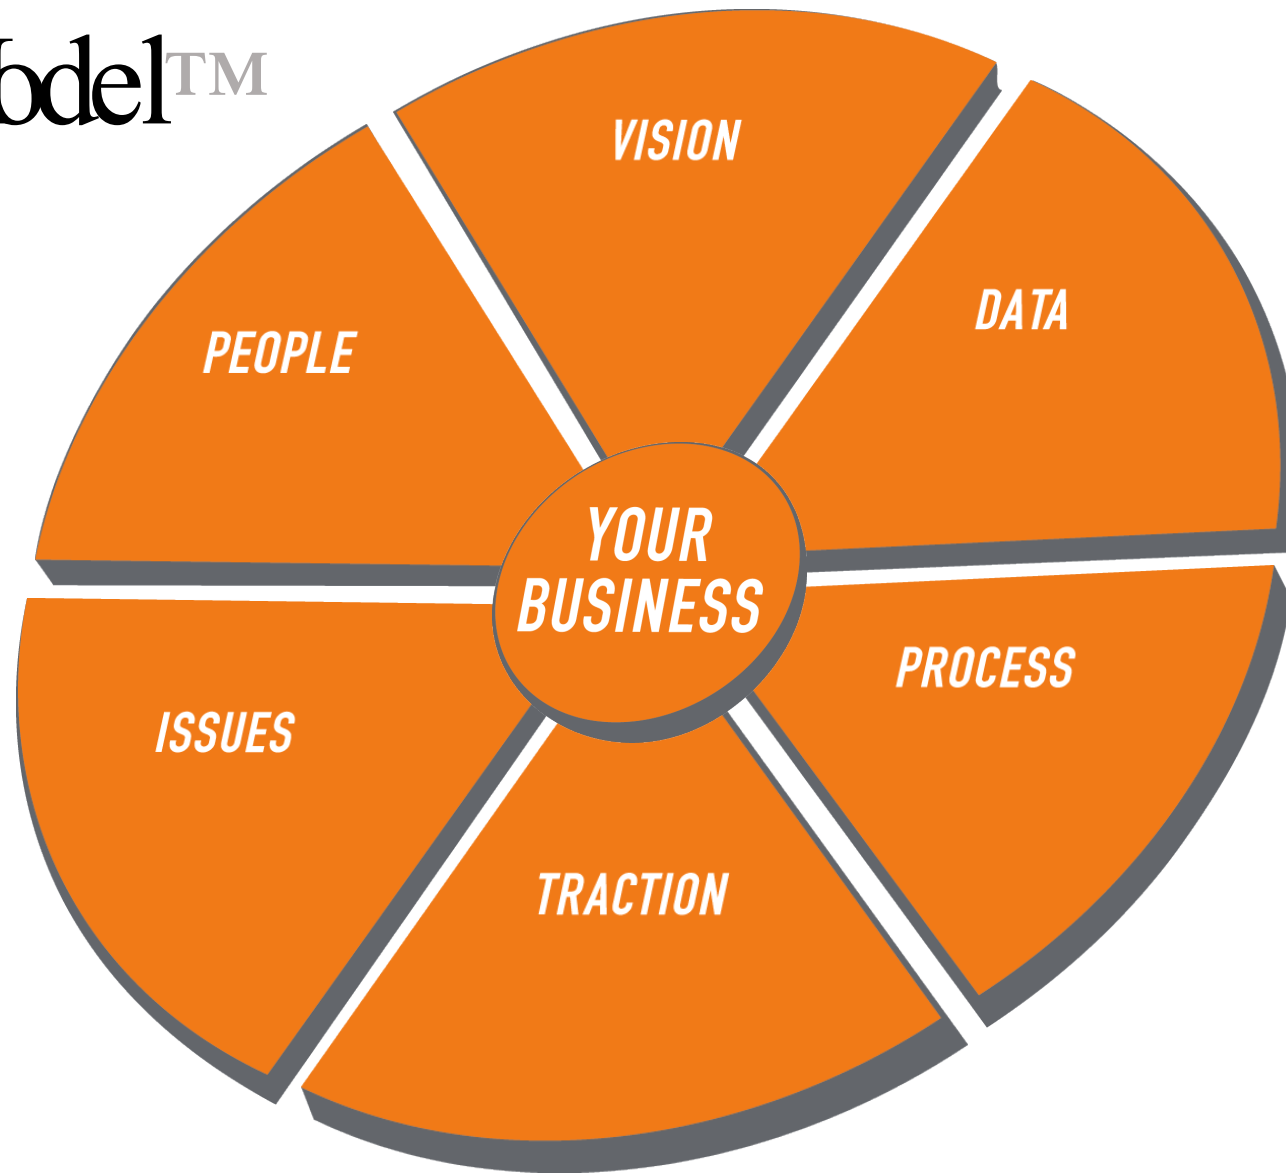 odel™
VISION
DATA
PEOPLE
YOUR
BUSINESS
PROCESS
ISSUES
TRACTION